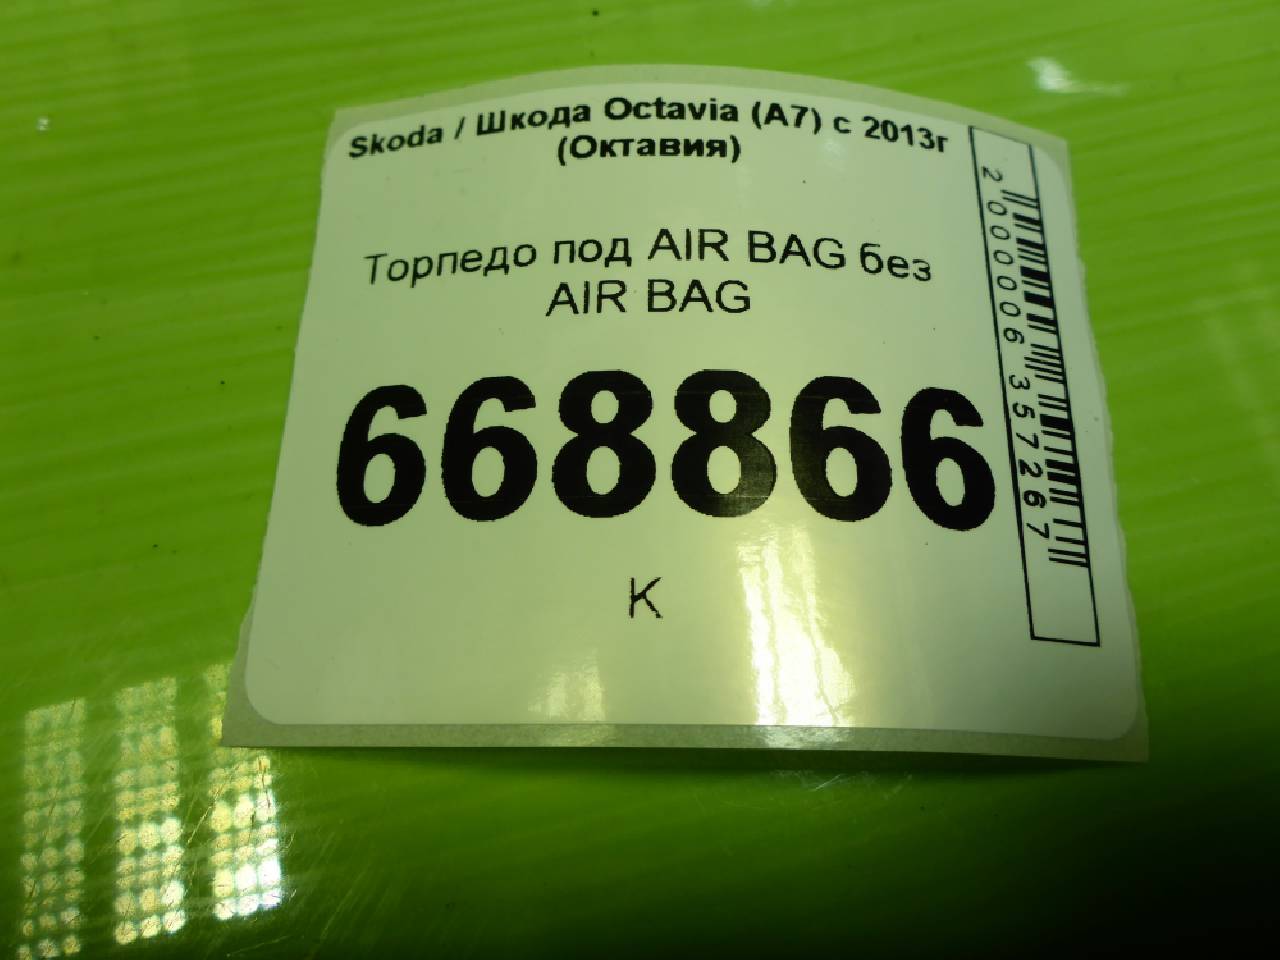 Skoda / Шкода Octavia (A7) с 2013г
(Октавия)
Торпедо под AIR BAG без
AIR BAG
668866
К
2000006357267